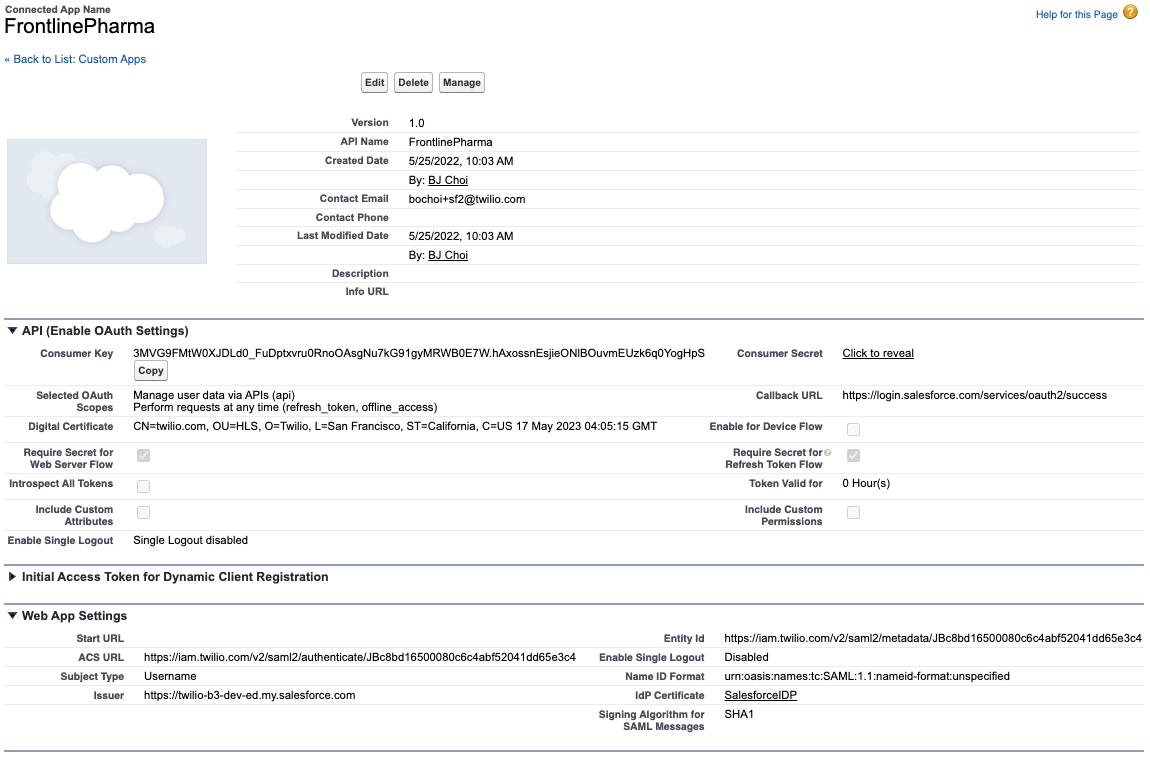 Connected App Name
FrontlinePharma
Help for this Page ?
« Back to List: Custom Apps
Edit Delete Manage
Version 1.0
API Name FrontlinePharma
Created Date 5/25/2022, 10:03 AM
By: BJ Choi
Contact Email bochoi+sf2@twilio.com
Contact Phone
Last Modified Date 5/25/2022, 10:03 AM
By: BJ Choi
Description
Info URL
API (Enable OAuth Settings)
Consumer Key 3MVG9FMtW0XJDLd0_FuDptxvru0RnoOAsgNu7kG91gyMRWB0E7W.hAxossnEsjieONlBOuvmEUzk6q0YogHpS
Copy
Consumer Secret Click to reveal
Selected OAuth
Scopes
Manage user data via APIs (api)
Perform requests at any time (refresh_token, offline_access)
Callback URL https://login.salesforce.com/services/oauth2/success
Digital Certificate CN=twilio.com, OU=HLS, O=Twilio, L=San Francisco, ST=California, C=US 17 May 2023 04:05:15 GMT
Enable for Device Flow
Require Secret for
Web Server Flow
Require Secret for
Refresh Token Flow
Introspect All Tokens
Token Valid for 0 Hour(s)
Include Custom
Attributes
Include Custom
Permissions
Enable Single Logout Single Logout disabled
Initial Access Token for Dynamic Client Registration
Web App Settings
Start URL
Entity Id https://iam.twilio.com/v2/saml2/metadata/JBc8bd16500080c6c4abf52041dd65e3c4
ACS URL https://iam.twilio.com/v2/saml2/authenticate/JBc8bd16500080c6c4abf52041dd65e3c4
Enable Single Logout Disabled
Subject Type Username
Name ID Format urn:oasis:names:tc:SAML:1.1:nameid-format:unspecified
Issuer https://twilio-b3-dev-ed.my.salesforce.com
IdP Certificate SalesforceIDP
Signing Algorithm for
SAML Messages
SHA1